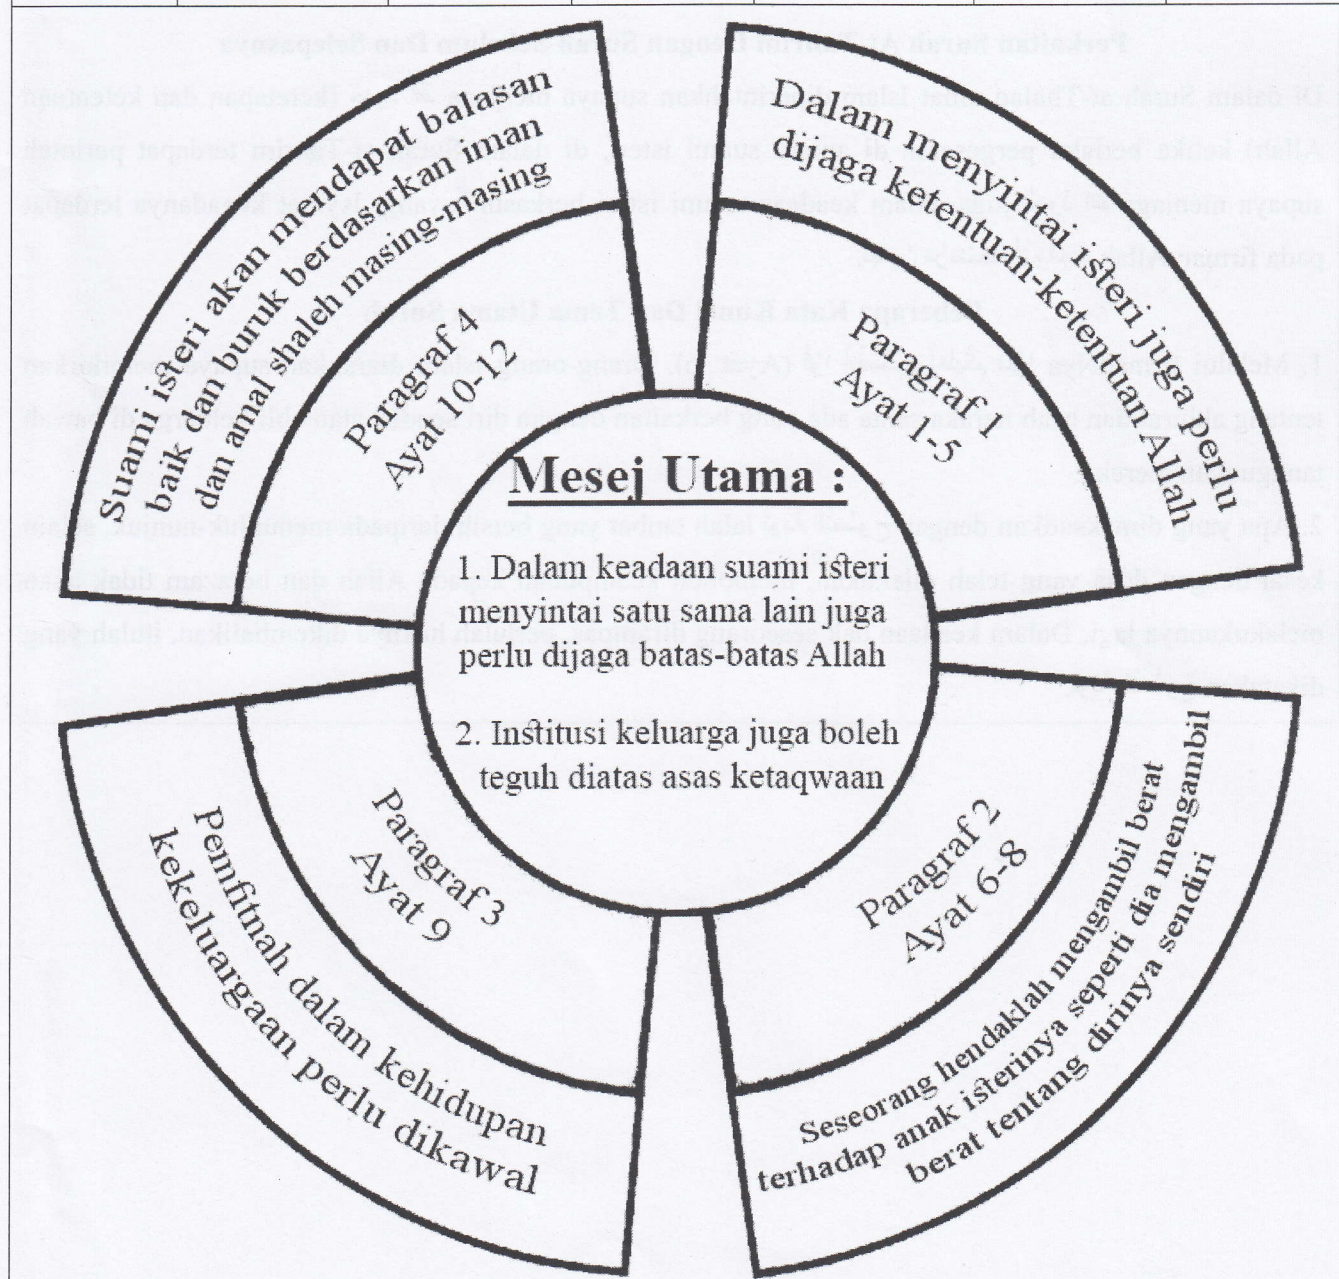 Mesej Utama :
1. Dalam keadaan suami isteri
menyintai satu sama lain juga
perlu dijaga batas-batas Allah
2. Institusi keluarga juga boleh
teguh diatas asas ketaqwaan
Paragraf 1
Ayat 1-5
Dalam menyintai isteri juga perlu
dijaga ketentuan-ketentuan Allah
Paragraf 2
Ayat 6-8
Seseorang hendaklah mengambil berat
terhadap anak isterinya seperti dia mengambil
berat tentang dirinya sendiri
Paragraf 3
Ayat 9
Pemfitnah dalam kehidupan
kekeluargaan perlu dikawal
Paragraf 4
Ayat 10-12
Suami isteri akan mendapat balasan
baik dan buruk berdasarkan iman
dan amal shaleh masing-masing